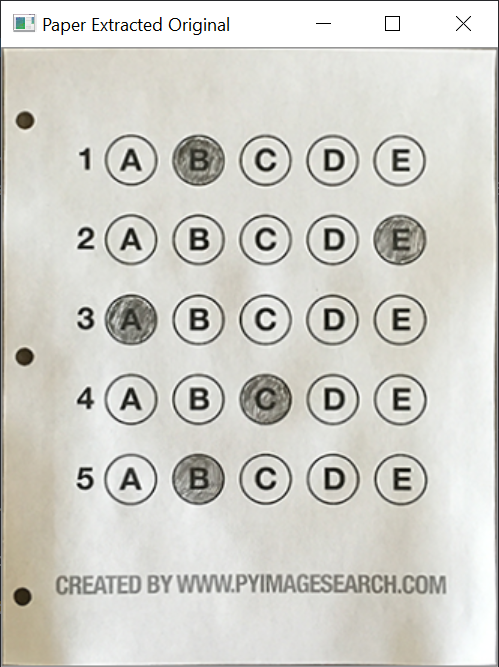 Paper Extracted Original
1 A B C D E
2 A B C D E
3 A B C D E
4 A B C D E
5 A B C D E
CREATED BY WWW.PYIMAGESEARCH.COM